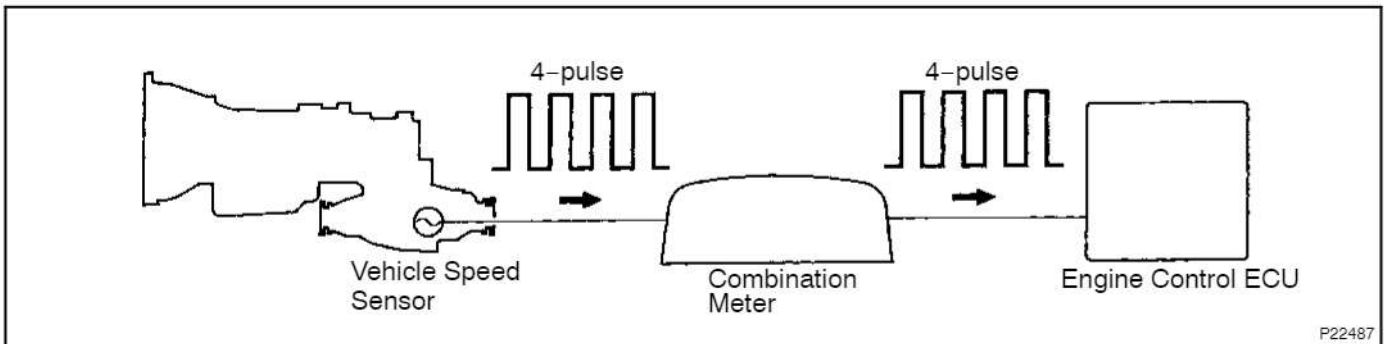 4–pulse
4–pulse
Vehicle Speed
Sensor
Combination
Meter
Engine Control ECU
P22487